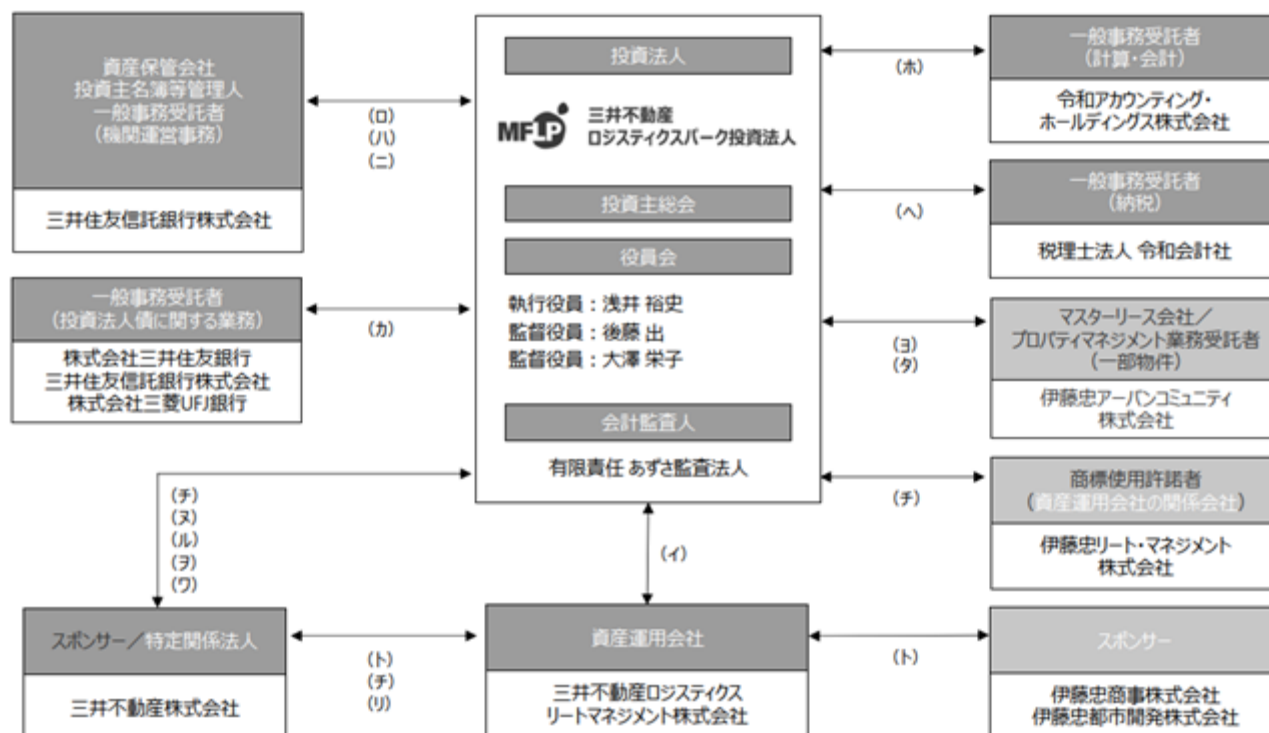 資産保管会社
投資主名簿等管理人
一般事務受託者
(機関運営事務)
三井住友信託銀行株式会社
(ロ)
(ハ)
(ニ)
一般事務受託者
(投資法人債に関する業務)
株式会社三井住友銀行
三井住友信託銀行株式会社
株式会社三菱UFJ銀行
(カ)
投資法人
MFLP
三井不動産
ロジスティクスパーク投資法人
投資主総会
役員会
執行役員:浅井 裕史
監督役員:後藤 出
監督役員:大澤 栄子
会計監査人
有限責任 あずさ監査法人
(ホ)
一般事務受託者
(計算・会計)
令和アカウンティング・
ホールディングス株式会社
(ヘ)
一般事務受託者
(納税)
税理士法人 令和会計社
(ヨ)
(タ)
マスターリース会社/
プロパティマネジメント業務受託者
(一部物件)
伊藤忠アーバンコミュニティ
株式会社
(チ)
商標使用許諾者
(資産運用会社の関係会社)
伊藤忠リート・マネジメント
株式会社
(チ)
(ヌ)
(ル)
(ヲ)
(ワ)
(イ)
スポンサー/特定関係法人
三井不動産株式会社
(ト)
(チ)
(リ)
資産運用会社
三井不動産ロジスティクス
リートマネジメント株式会社
(ト)
スポンサー
伊藤忠商事株式会社
伊藤忠都市開発株式会社